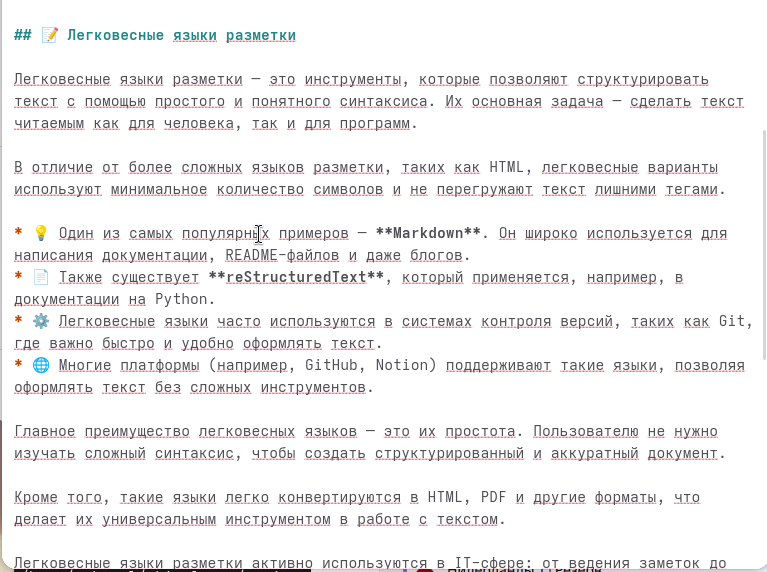 ## 📝 Легковесные языки разметки
Легковесные языки разметки — это инструменты, которые позволяют структурировать
текст с помощью простого и понятного синтаксиса. Их основная задача — сделать текст
читаемым как для человека, так и для программ.
В отличие от более сложных языков разметки, таких как HTML, легковесные варианты
используют минимальное количество символов и не перегружают текст лишними тегами.
* 💡 Один из самых популярных примеров — **Markdown**. Он широко используется для
написания документации, README-файлов и даже блогов.
* 📄 Также существует **reStructuredText**, который применяется, например, в
документации на Python.
* ⚙️ Легковесные языки часто используются в системах контроля версий, таких как Git,
где важно быстро и удобно оформлять текст.
* 🌐 Многие платформы (например, GitHub, Notion) поддерживают такие языки, позволяя
оформлять текст без сложных инструментов.
Главное преимущество легковесных языков — это их простота. Пользователю не нужно
изучать сложный синтаксис, чтобы создать структурированный и аккуратный документ.
Кроме того, такие языки легко конвертируются в HTML, PDF и другие форматы, что
делает их универсальным инструментом в работе с текстом.
Легковесные языки разметки активно используются в IT-сфере: от ведения заметок до